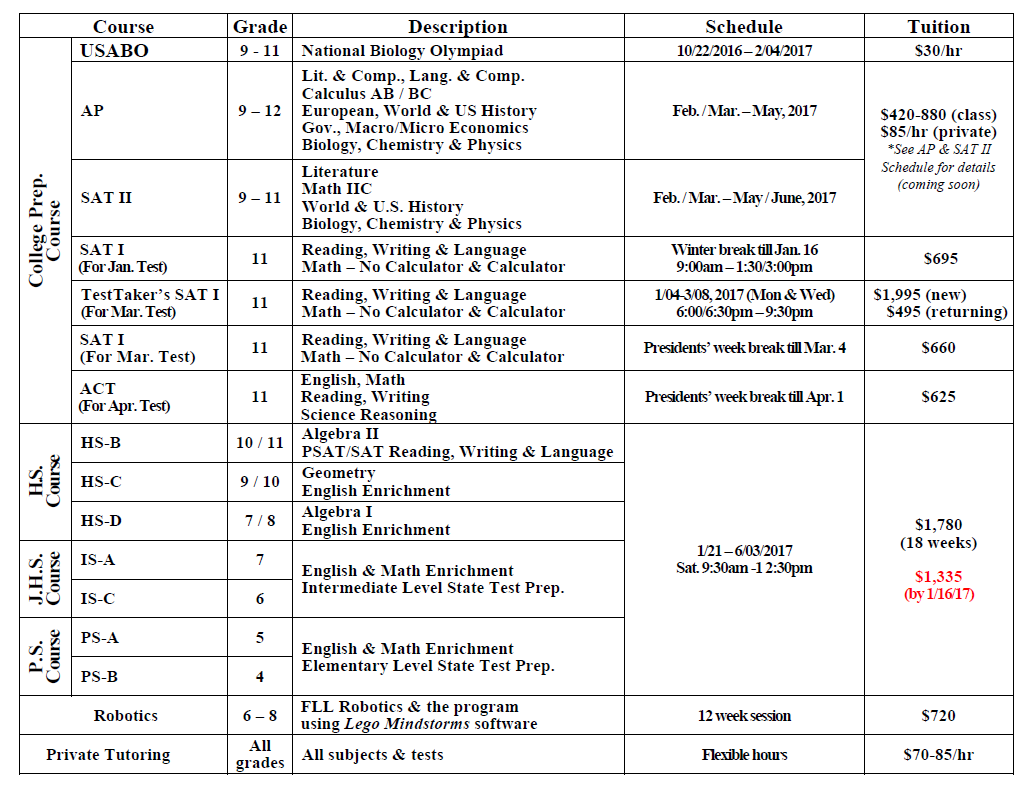 Course Grade Description Schedule Tuition
College Prep.
Course
USABO 9 - 11 National Biology Olympiad 10/22/2016 – 2/04/2017 $30/hr
AP 9 – 12
Lit. & Comp., Lang. & Comp.
Calculus AB / BC
European, World & US History
Gov., Macro/Micro Economics
Biology, Chemistry & Physics
Feb. / Mar. – May, 2017
$420-880 (class)
$85/hr (private)
*See AP & SAT II
Schedule for details
(coming soon)
SAT II 9 – 11
Literature
Math IIC
World & U.S. History
Biology, Chemistry & Physics
Feb. / Mar. – May / June, 2017
SAT I
(For Jan. Test)
11
Reading, Writing & Language
Math – No Calculator & Calculator
Winter break till Jan. 16
9:00am – 1:30/3:00pm
$695
TestTaker's SAT I
(For Mar. Test)
11
Reading, Writing & Language
Math – No Calculator & Calculator
1/04-3/08, 2017 (Mon & Wed)
6:00/6:30pm – 9:30pm
$1,995 (new)
$495 (returning)
SAT I
(For Mar. Test)
11
Reading, Writing & Language
Math – No Calculator & Calculator
Presidents' week break till Mar. 4
$660
ACT
(For Apr. Test)
11
English, Math
Reading, Writing
Science Reasoning
Presidents' week break till Apr. 1
$625
H.S.
Course
HS-B 10 / 11
Algebra II
PSAT/SAT Reading, Writing & Language
HS-C 9 / 10
Geometry
English Enrichment
HS-D 7 / 8
Algebra I
English Enrichment
1/21 – 6/03/2017
Sat. 9:30am -1 2:30pm
$1,780
(18 weeks)
$1,335
(by 1/16/17)
J.H.S.
Course
IS-A 7
IS-C 6
English & Math Enrichment
Intermediate Level State Test Prep.
P.S.
Course
PS-A 5
PS-B 4
English & Math Enrichment
Elementary Level State Test Prep.
Robotics 6 – 8
FLL Robotics & the program
using Lego Mindstorms software
12 week session
$720
Private Tutoring
All
grades
All subjects & tests
Flexible hours
$70-85/hr